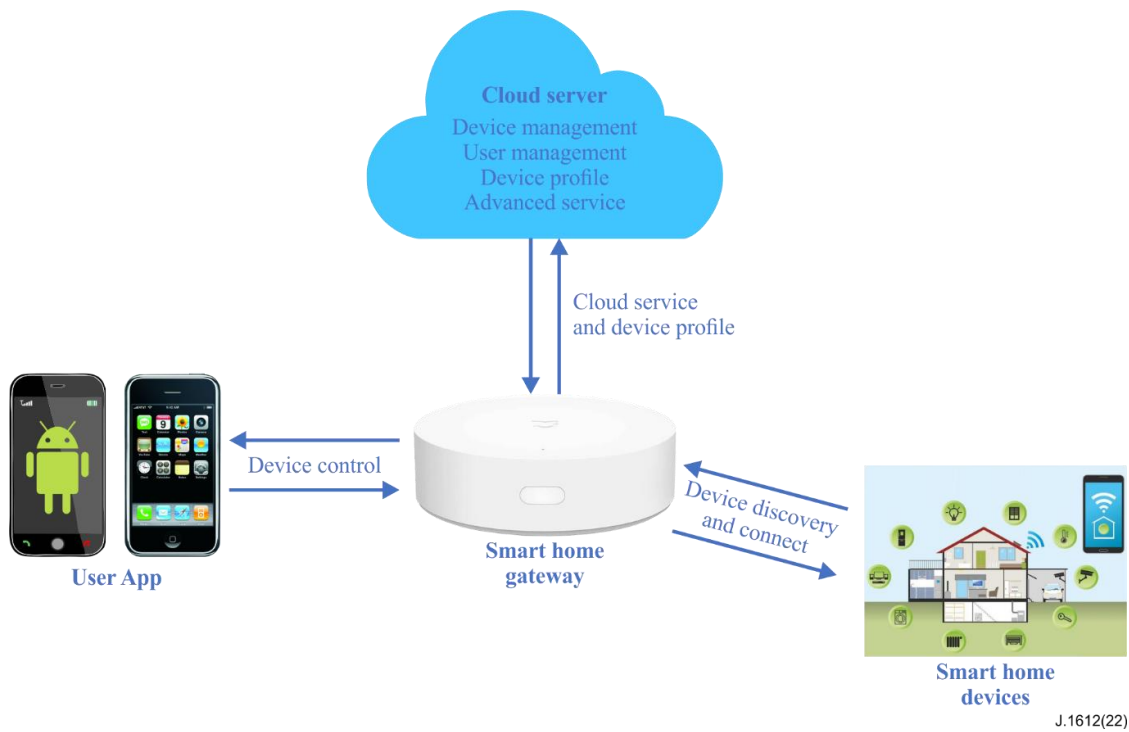 Cloud server
Device management
User management
Device profile
Advanced service
Cloud service
and device profile
Device control
Device discovery
and connect
User App
Smart home
gateway
Smart home
devices
J.1612(22)